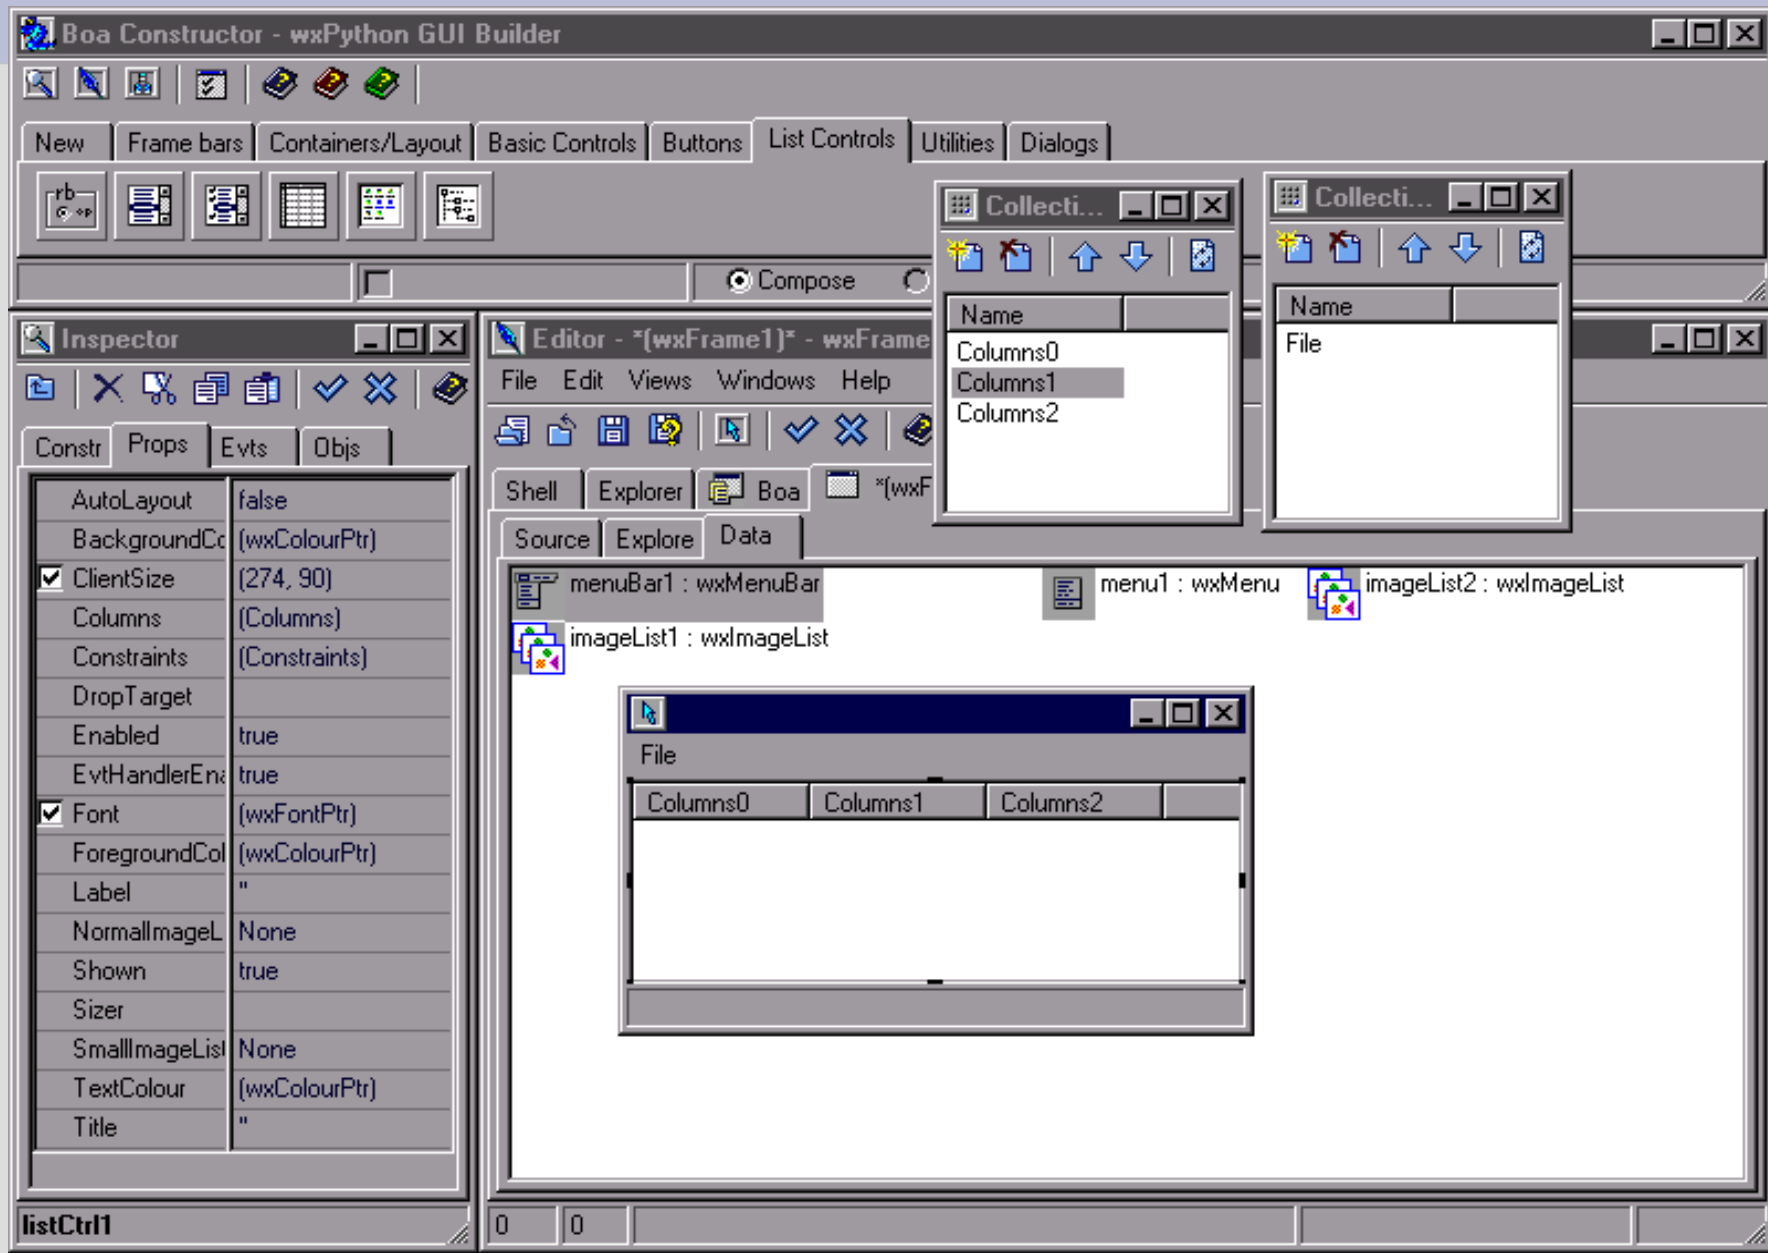 Boa Constructor - wxPython GUI Builder
New Frame bars Containers/Layout Basic Controls Buttons List Controls Utilities Dialogs
rb
Compose
Collecti...
Name
Columns0
Columns1
Columns2
Collecti...
Name
File
Inspector
Constr Props Evts Objs
AutoLayout false
BackgroundCo (wxColourPtr)
ClientSize (274, 90)
Columns (Columns)
Constraints (Constraints)
DropTarget
Enabled true
EvtHandlerEna true
Font (wxFontPtr)
ForegroundCol (wxColourPtr)
Label ''
NormalImageL None
Shown true
Sizer
SmallImageList None
TextColour (wxColourPtr)
Title ''
listCtrl1
Editor - *(wxFrame1)* - wxFrame
File Edit Views Windows Help
Shell Explorer Boa *(wxF
Source Explore Data
menuBar1 : wxMenuBar menu1 : wxMenu imageList2 : wxImageList
imageList1 : wxImageList
File
Columns0 Columns1 Columns2
0 0